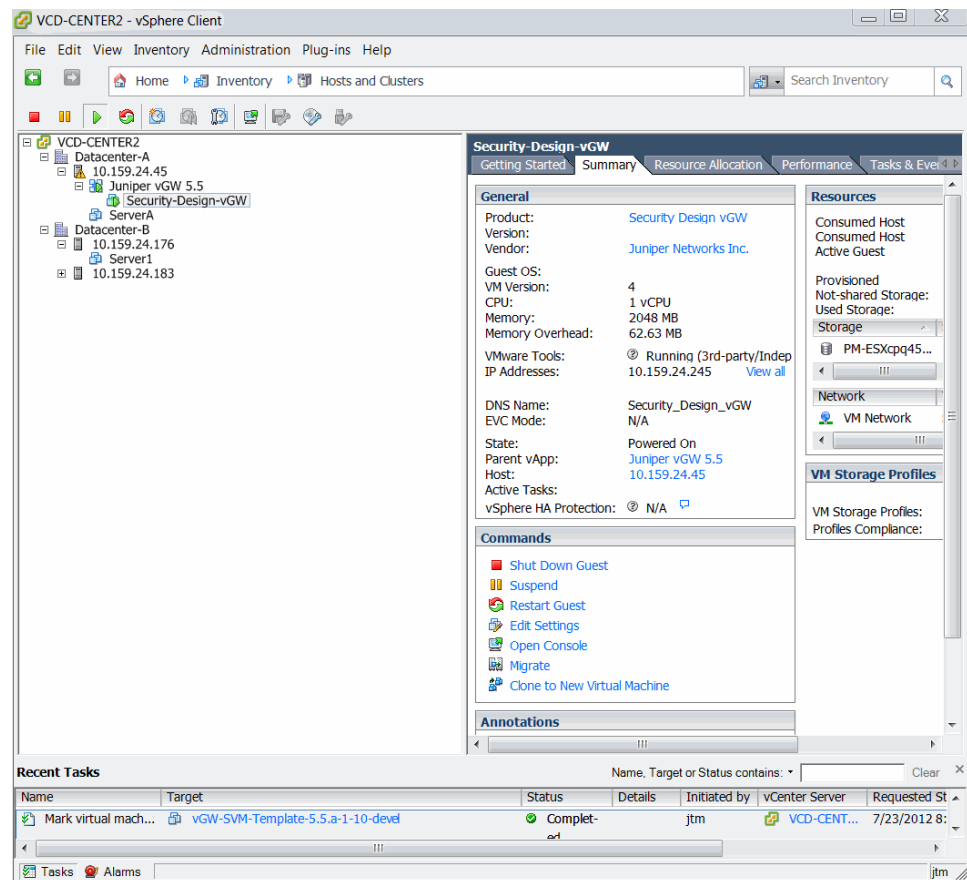 VCD-CENTER2 - vSphere Client
File Edit View Inventory Administration Plug-ins Help
Home Inventory Hosts and Clusters
Search Inventory
VCD-CENTER2
Datacenter-A
10.159.24.45
Juniper vGW 5.5
Security-Design-vGW
ServerA
Datacenter-B
10.159.24.176
Server1
10.159.24.183
Security-Design-vGW
Getting Started Summary Resource Allocation Performance Tasks & Ever
General
Product: Security Design vGW
Version:
Vendor: Juniper Networks Inc.
Guest OS:
VM Version: 4
CPU: 1 vCPU
Memory: 2048 MB
Memory Overhead: 62.63 MB
VMware Tools: Running (3rd-party/Indep
IP Addresses: 10.159.24.245 View all
DNS Name: Security_Design_vGW
EVC Mode: N/A
State: Powered On
Parent vApp: Juniper vGW 5.5
Host: 10.159.24.45
Active Tasks:
vSphere HA Protection: N/A
Commands
Shut Down Guest
Suspend
Restart Guest
Edit Settings
Open Console
Migrate
Clone to New Virtual Machine
Annotations
Resources
Consumed Host
Consumed Host
Active Guest
Provisioned
Not-shared Storage:
Used Storage:
Storage
PM-ESXcpq45...
Network
VM Network
VM Storage Profiles
VM Storage Profiles:
Profiles Compliance:
Recent Tasks
Name, Target or Status contains: Clear
Name Target Status Details Initiated by vCenter Server Requested St
Mark virtual mach... vGW-SVM-Template-5.5.a-1-10-devel Complet- jtm VCD-CENT... 7/23/2012 8:
ed
Tasks Alarms jtm